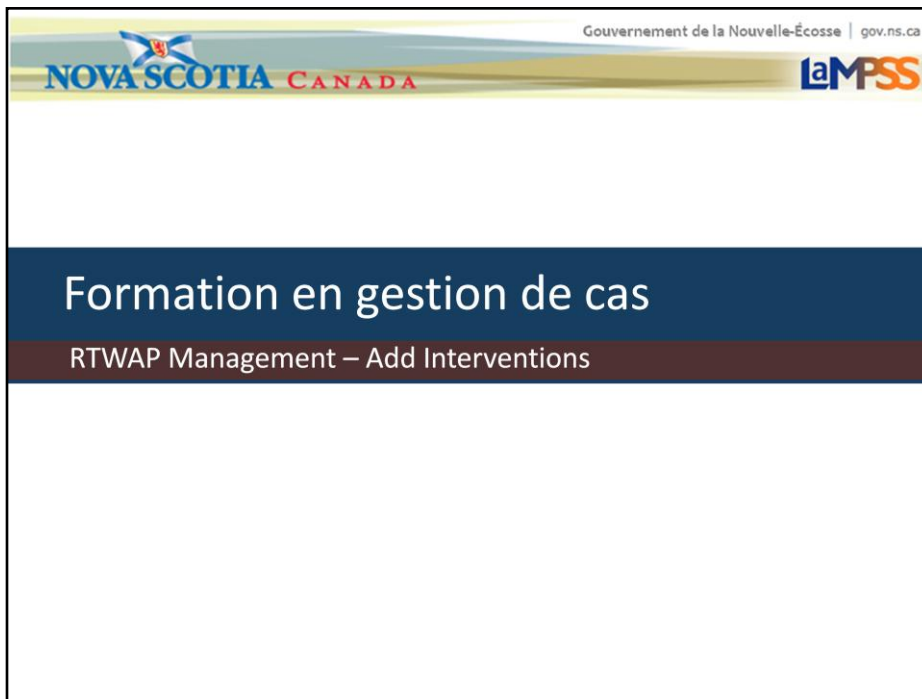 Gouvernement de la Nouvelle-Écosse | gov.ns.ca
NOVA SCOTIA CANADA
LaMPSS
Formation en gestion de cas
RTWAP Management – Add Interventions